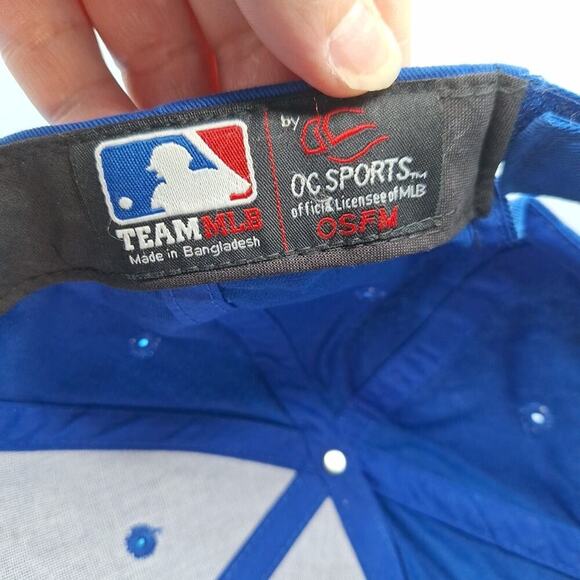 TEAM MLB
Made in Bangladesh
by
OC SPORTS™
official Licensee of MLB
OSFM